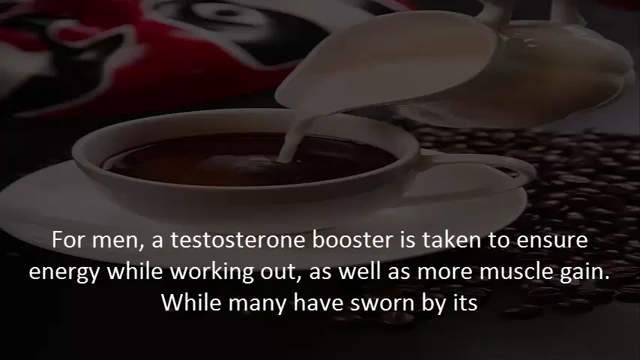 For men, a testosterone booster is taken to ensure
energy while working out, as well as more muscle gain.
While many have sworn by its